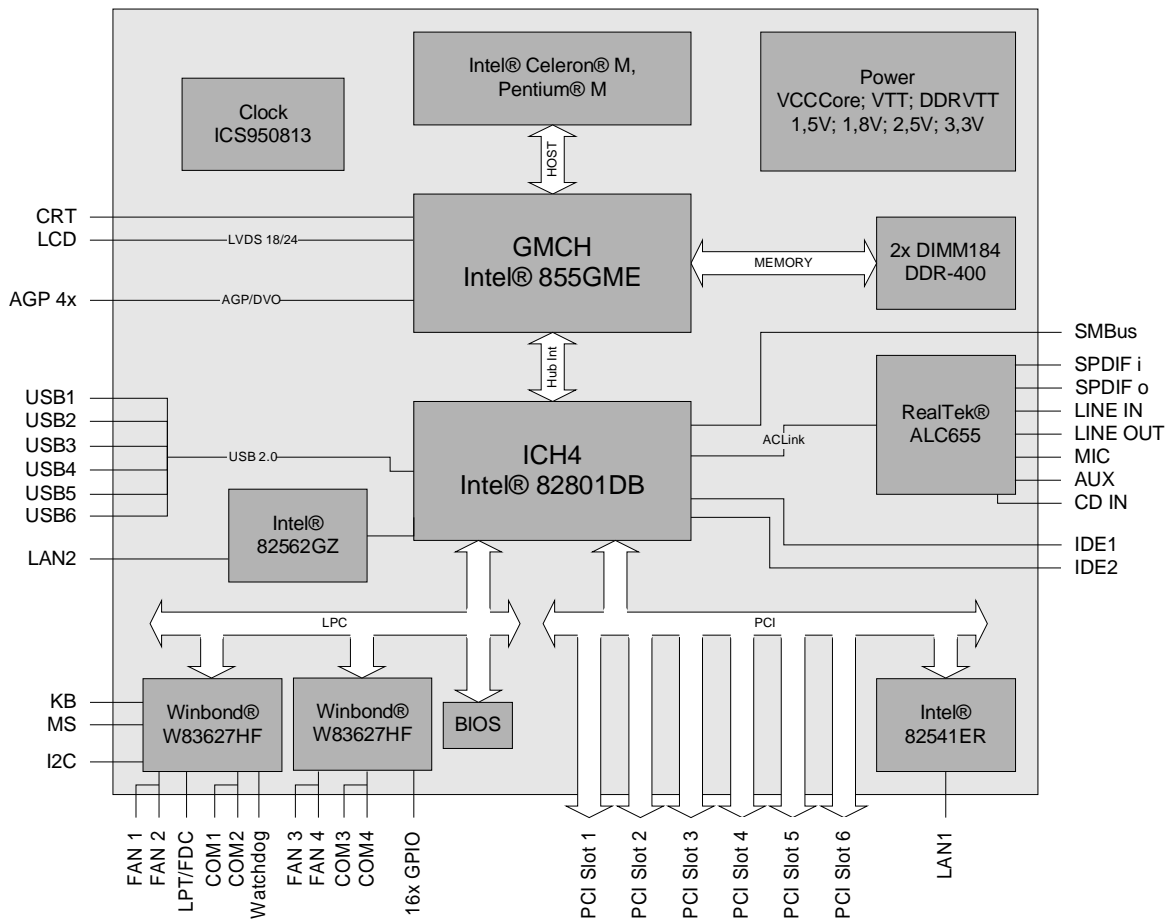 Intel® Celeron® M,
Pentium® M
Power
VCCCore; VTT; DDRVTT
1,5V; 1,8V; 2,5V; 3,3V
Clock
ICS950813
HOST
CRT
LCD
LVDS 18/24
AGP 4x
AGP/DVO
GMCH
Intel® 855GME
MEMORY
2x DIMM184
DDR-400
Hub Int
SMBus
USB1
USB2
USB3
USB4
USB5
USB6
USB 2.0
ICH4
Intel® 82801DB
ACLink
RealTek®
ALC655
SPDIF i
SPDIF o
LINE IN
LINE OUT
MIC
AUX
CD IN
LAN2
Intel®
82562GZ
IDE1
IDE2
LPC
PCI
KB
MS
I2C
Winbond®
W83627HF
Winbond®
W83627HF
BIOS
Intel®
82541ER
FAN 1
FAN 2
LPT/FDC
COM1
COM2
Watchdog
FAN 3
FAN 4
COM3
COM4
16x GPIO
PCI Slot 1
PCI Slot 2
PCI Slot 3
PCI Slot 4
PCI Slot 5
PCI Slot 6
LAN1